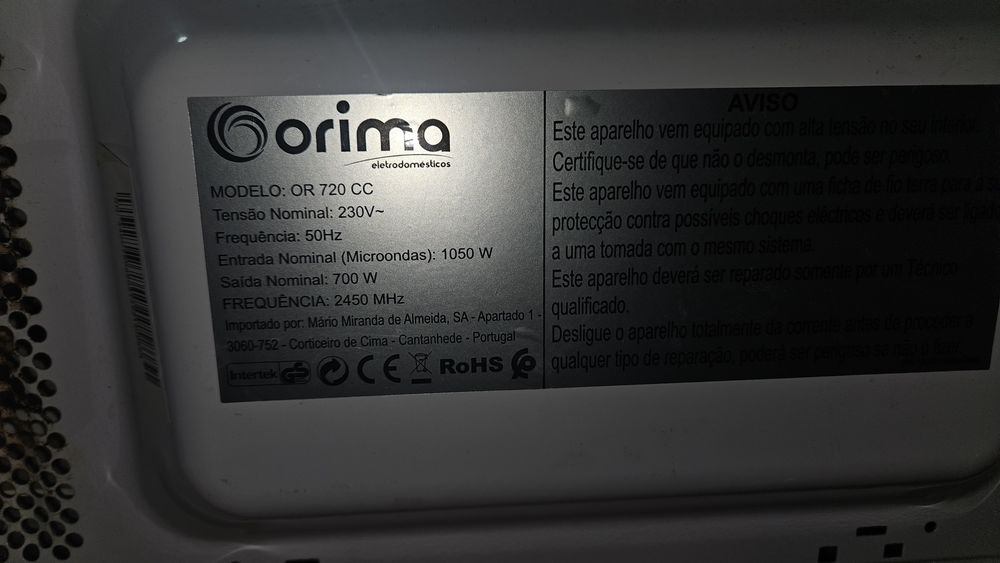 orima
eletrodomésticos
MODELO: OR 720 CC
Tensão Nominal: 230V~
Frequência: 50Hz
Entrada Nominal (Microondas): 1050 W
Saída Nominal: 700 W
FREQUÊNCIA: 2450 MHz
Importado por: Mário Miranda de Almeida, SA - Apartado 1 -
3060-752 - Corticeiro de Cima - Cantanhede - Portugal
Intertek GS CE RoHS
AVISO
Este aparelho vem equipado com alta tensão no seu interior.
Certifique-se de que não o desmonta, pode ser perigoso.
Este aparelho vem equipado com uma ficha de fio terra para a
protecção contra possíveis choques eléctricos e deverá ser
a uma tomada com o mesmo sistema.
Este aparelho deverá ser reparado somente por um Técnico
qualificado.
Desligue o aparelho totalmente da corrente antes de proceder a
qualquer tipo de reparação, poderá ser perigoso se não o fizer.